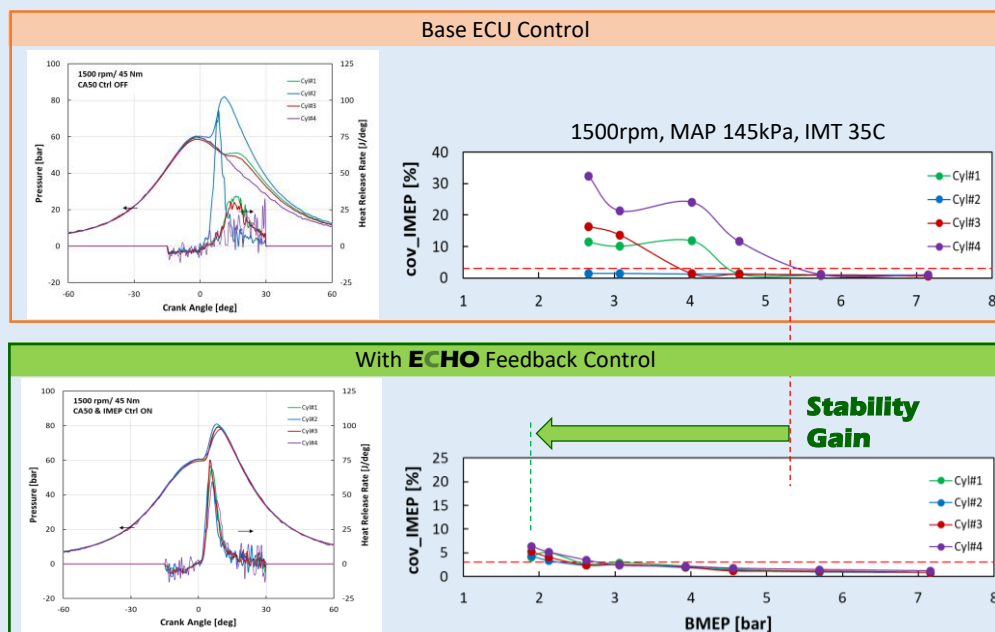 Base ECU Control
1500 rpm/ 45 Nm
CA50 Ctrl OFF
Cyl#1
Cyl#2
Cyl#3
Cyl#4
100
80
60
40
20
0
-20
Pressure [bar]
125
100
75
50
25
0
-25
Heat Release Rate [J/deg]
-60
-30
0
30
60
Crank Angle [deg]
1500rpm, MAP 145kPa, IMT 35C
cov_IMEP [%]
40
30
20
10
0
Cyl#1
Cyl#2
Cyl#3
Cyl#4
1
2
3
4
5
6
7
8
With ECHO Feedback Control
1500 rpm/ 45 Nm
CA50 & IMEP Ctrl ON
Cyl#1
Cyl#2
Cyl#3
Cyl#4
100
80
60
40
20
0
-20
Pressure [bar]
125
100
75
50
25
0
-25
Heat Release Rate [J/deg]
-60
-30
0
30
60
Crank Angle [deg]
Stability
Gain
cov_IMEP [%]
25
20
15
10
5
0
Cyl#1
Cyl#2
Cyl#3
Cyl#4
1
2
3
4
5
6
7
8
BMEP [bar]